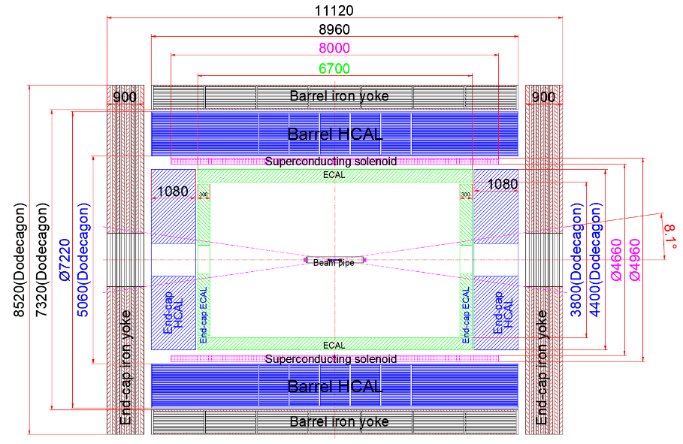 11120
8960
8000
6700
900
900
Barrel iron yoke
Barrel HCAL
Superconducting solenoid
ECAL
1080
300
300
1080
8.1°
Beam pipe
8520(Dodecagon)
7320(Dodecagon)
Ø7220
5060(Dodecagon)
End-cap iron yoke
End-cap
HCAL
End-cap ECAL
End-cap ECAL
End-cap
HCAL
End-cap iron yoke
3800(Dodecagon)
4400(Dodecagon)
Ø4660
Ø4960
ECAL
Superconducting solenoid
Barrel HCAL
Barrel iron yoke